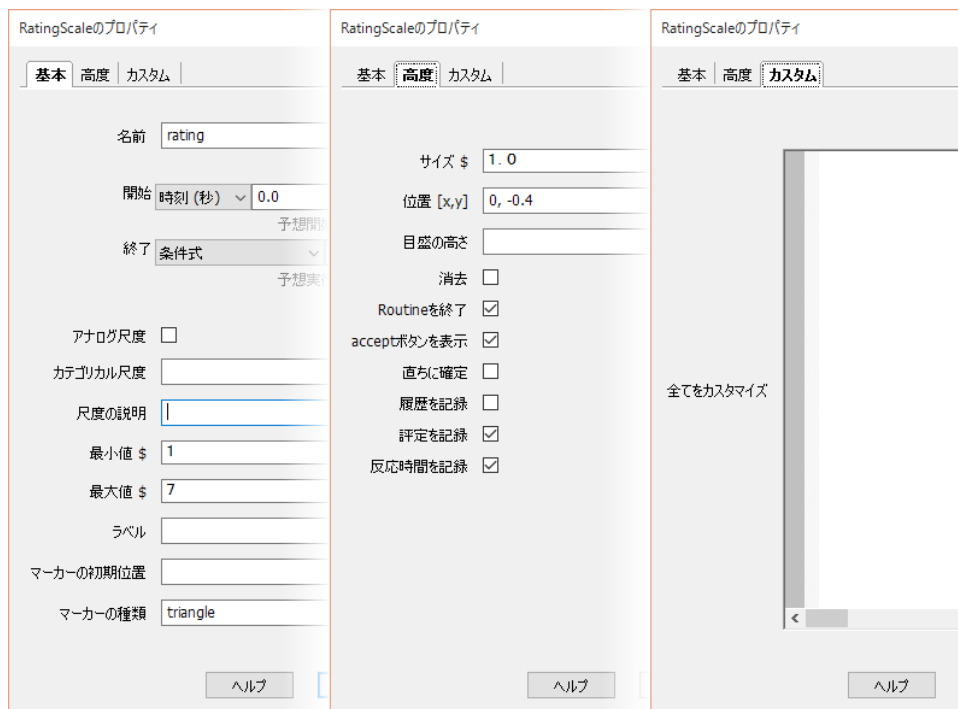 RatingScaleのプロパティ
基本 高度 カスタム
名前 rating
開始 時刻 (秒) 0.0
予想開
終了 条件式
予想実
アナログ尺度
カテゴリカル尺度
尺度の説明
最小値 $ 1
最大値 $ 7
ラベル
マーカーの初期位置
マーカーの種類 triangle
ヘルプ
RatingScaleのプロパティ
基本 高度 カスタム
サイズ $ 1.0
位置 [x,y] 0, -0.4
目盛の高さ
消去
Routineを終了
acceptボタンを表示
直ちに確定
履歴を記録
評定を記録
反応時間を記録
ヘルプ
RatingScaleのプロパティ
基本 高度 カスタム
全てをカスタマイズ
ヘルプ